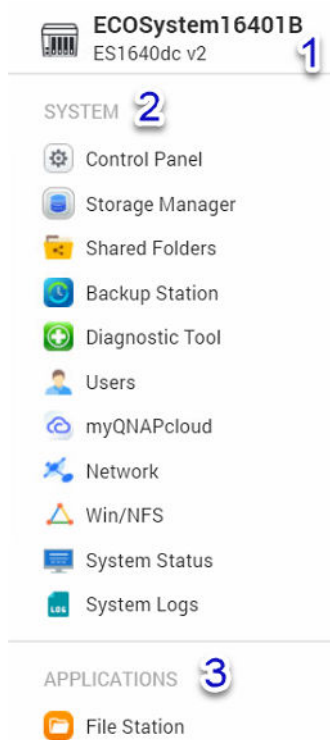 ECOSystem16401B
ES1640dc v2
1
SYSTEM 2
Control Panel
Storage Manager
Shared Folders
Backup Station
Diagnostic Tool
Users
myQNAPcloud
Network
Win/NFS
System Status
LOG System Logs
APPLICATIONS 3
File Station